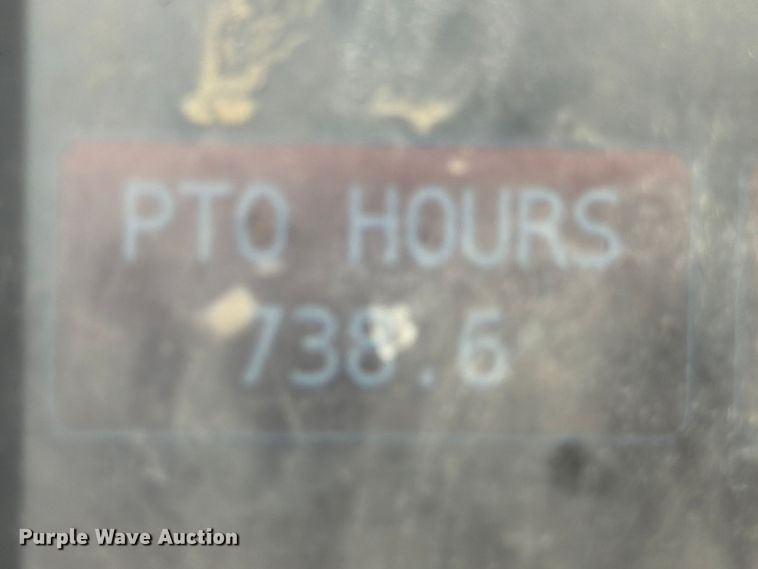 PTO HOURS
738.6
Purple Wave Auction